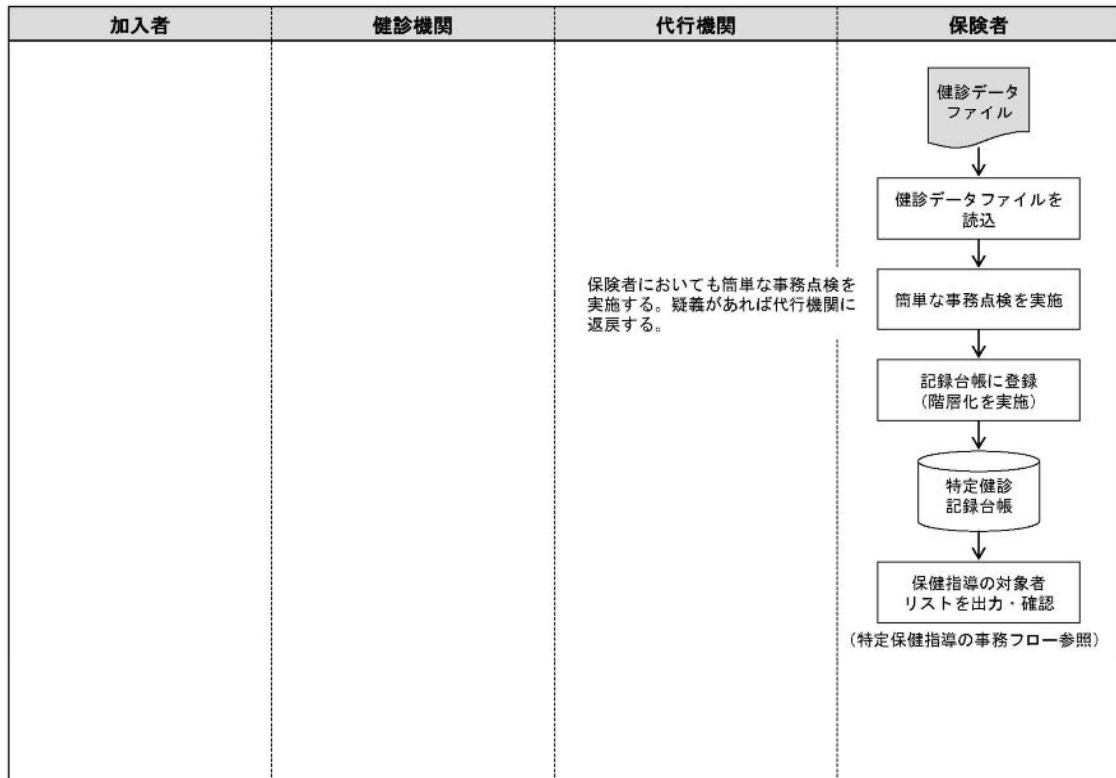 加入者
健診機関
代行機関
保険者
健診データ
ファイル
健診データファイルを
読込
保険者においても簡単な事務点検を
実施する。疑義があれば代行機関に
返戻する。
簡単な事務点検を実施
記録台帳に登録
（階層化を実施）
特定健診
記録台帳
保健指導の対象者
リストを出力・確認
（特定保健指導の事務フロー参照）